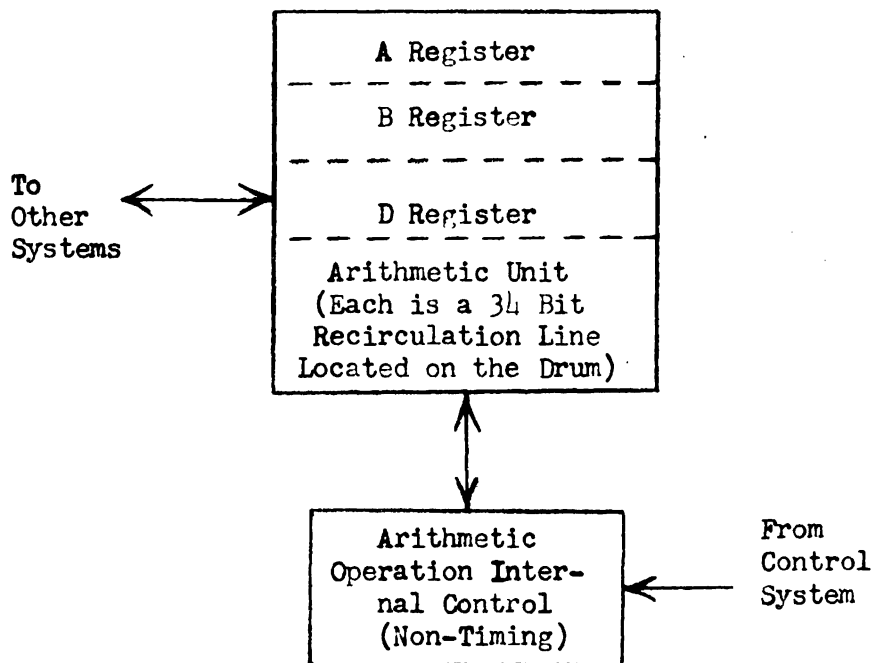 A Register
B Register
To
Other
Systems
D Register
Arithmetic Unit
(Each is a 34 Bit
Recirculation Line
Located on the Drum)
Arithmetic
Operation Inter-
nal Control
(Non-Timing)
From
Control
System